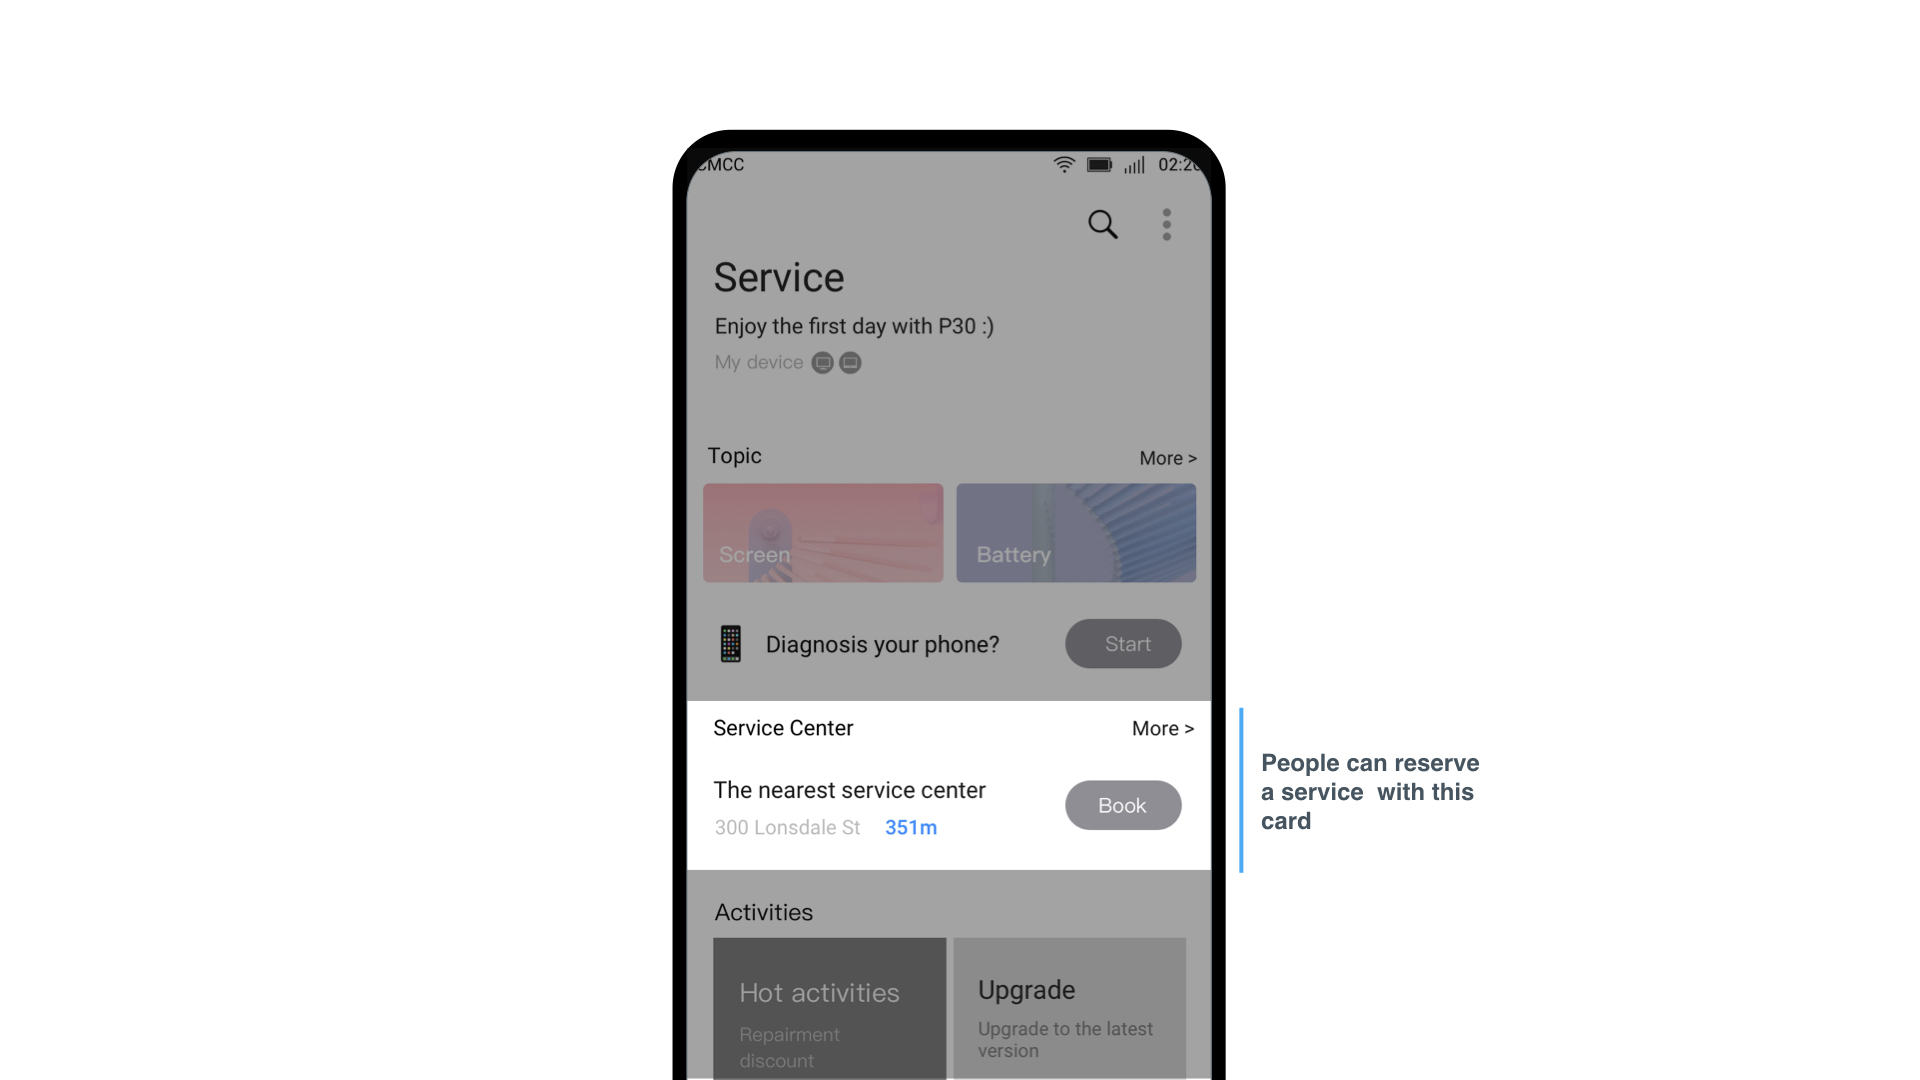 CMCC 02:20
Service
Enjoy the first day with P30 :)
My device
Topic More >
Screen Battery
Diagnosis your phone? Start
Service Center More >
The nearest service center
300 Lonsdale St 351m
Book
People can reserve
a service with this
card
Activities
Hot activities
Repairment
discount
Upgrade
Upgrade to the latest
version